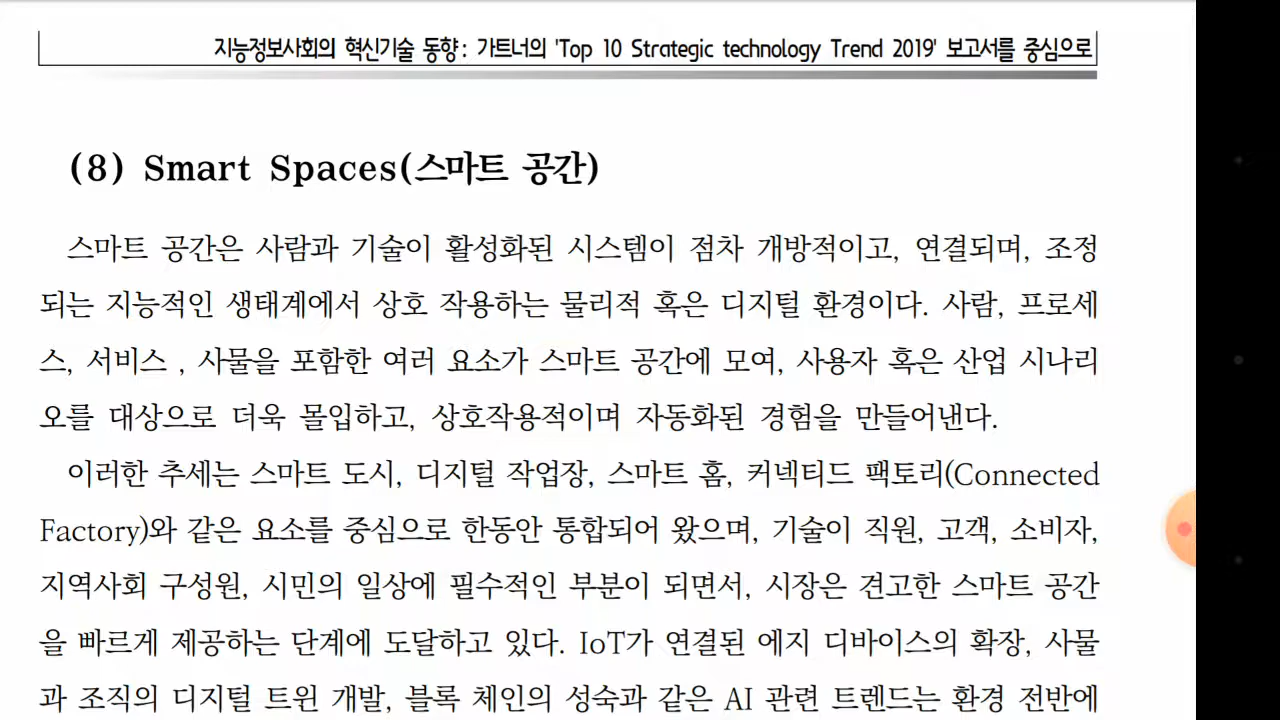 지능정보사회의 혁신기술 동향: 가트너의 'Top 10 Strategic technology Trend 2019' 보고서를 중심으로
(8) Smart Spaces(스마트 공간)
스마트 공간은 사람과 기술이 활성화된 시스템이 점차 개방적이고, 연결되며, 조정
되는 지능적인 생태계에서 상호 작용하는 물리적 혹은 디지털 환경이다. 사람, 프로세
스, 서비스 , 사물을 포함한 여러 요소가 스마트 공간에 모여, 사용자 혹은 산업 시나리
오를 대상으로 더욱 몰입하고, 상호작용적이며 자동화된 경험을 만들어낸다.
이러한 추세는 스마트 도시, 디지털 작업장, 스마트 홈, 커넥티드 팩토리(Connected
Factory)와 같은 요소를 중심으로 한동안 통합되어 왔으며, 기술이 직원, 고객, 소비자,
지역사회 구성원, 시민의 일상에 필수적인 부분이 되면서, 시장은 견고한 스마트 공간
을 빠르게 제공하는 단계에 도달하고 있다. IoT가 연결된 에지 디바이스의 확장, 사물
과 조직의 디지털 트윈 개발, 블록 체인의 성숙과 같은 AI 관련 트렌드는 환경 전반에